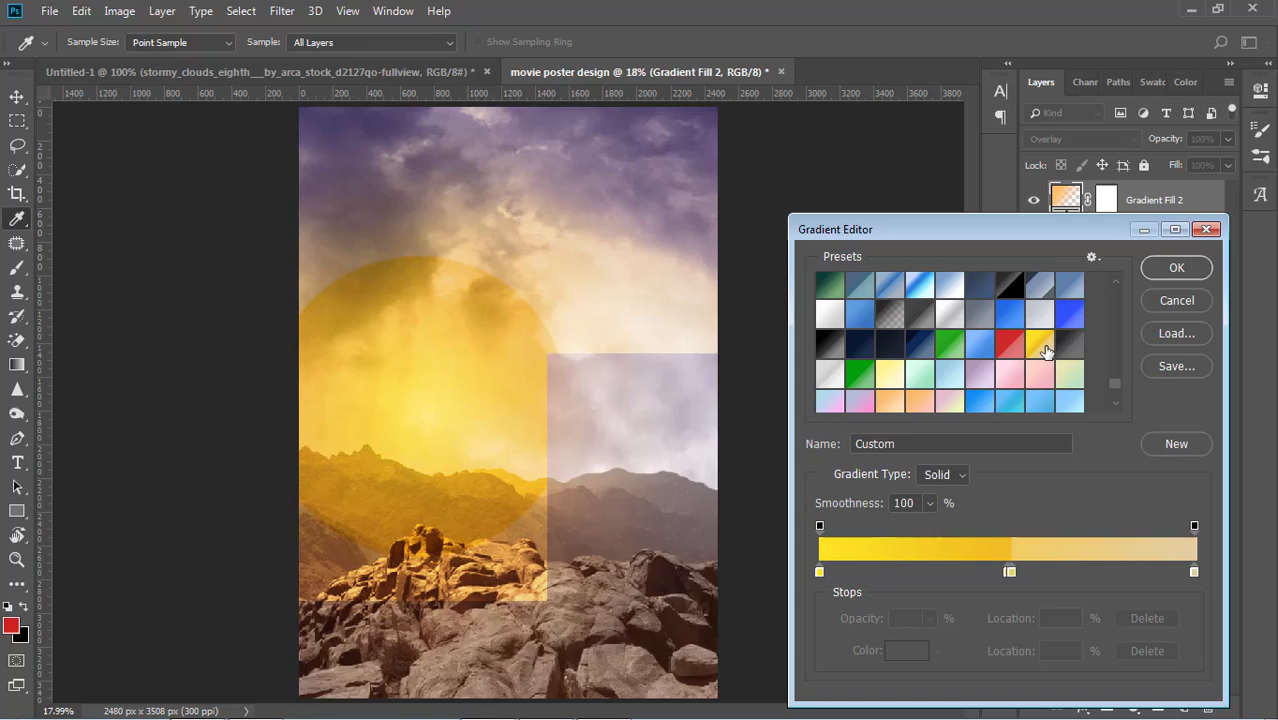 Ps File Edit Image Layer Type Select Filter 3D View Window Help
Sample Size: Point Sample Sample: All Layers Show Sampling Ring
Untitled-1 @ 100% (stormy_clouds_eighth___by_arca_stock_d2127qo-fullview, RGB/8#) * × movie poster design @ 18% (Gradient Fill 2, RGB/8) * ×
Layers Chanr Paths Swatc Color
1400 1200 1000 800 600 400 200 0 200 400 600 800 1000 1200 1400 1600 1800 2000 2200 2400 2600 2800 3000 3200 3400 3600 3800
Kind
Overlay Opacity: 100%
Lock: Fill: 100%
Gradient Fill 2
Gradient Editor
Presets
OK
Cancel
Load...
Save...
Name: Custom New
Gradient Type: Solid
Smoothness: 100 %
Stops
Opacity: % Location: % Delete
Color: Location: % Delete
17.99% 2480 px x 3508 px (300 ppi)